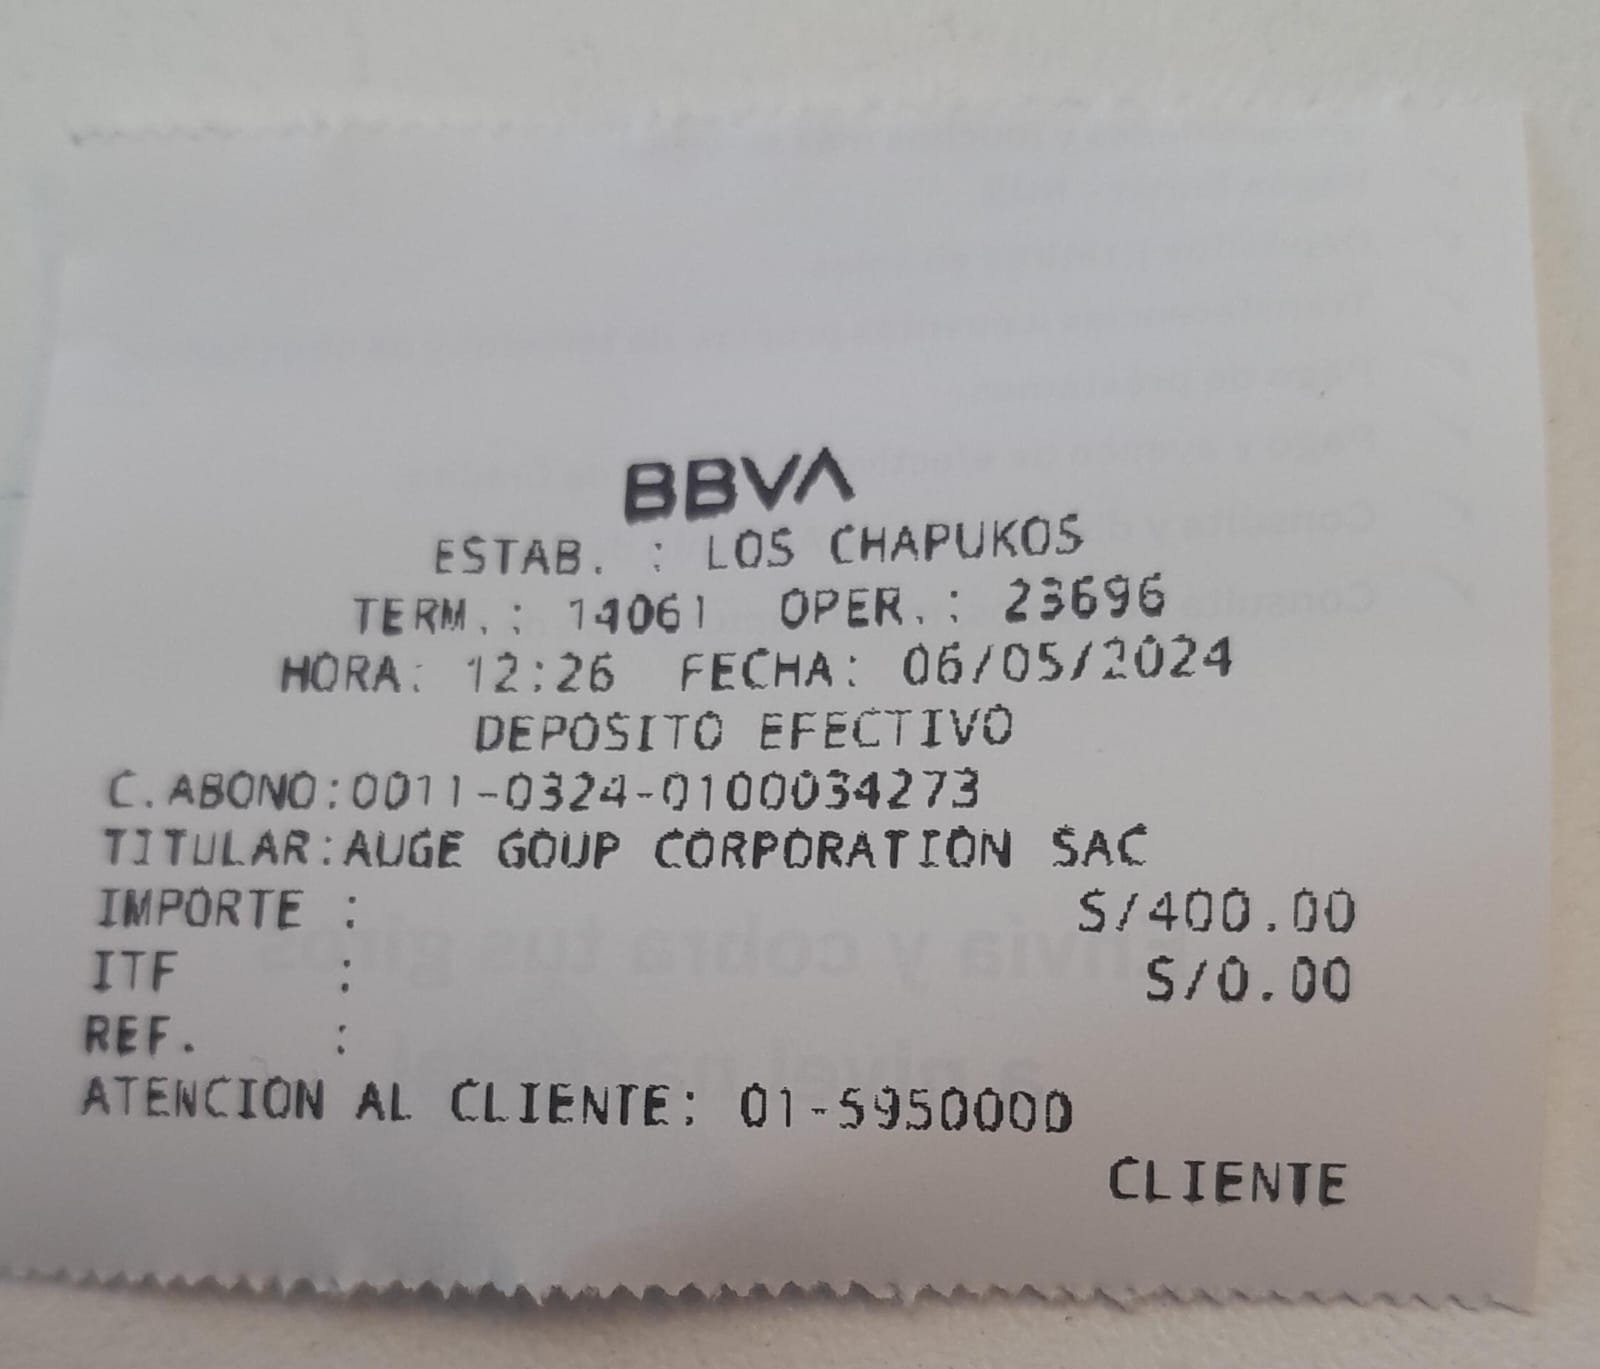 BBVA
ESTAB. : LOS CHAPUKOS
TERM.: 14061 OPER.: 23696
HORA: 12:26 FECHA: 06/05/2024
DEPOSITO EFECTIVO
C.ABONO:0011-0324-0100034273
TITULAR:AUGE GOUP CORPORATION SAC
IMPORTE : S/400.00
ITF : S/0.00
REF. :
ATENCION AL CLIENTE: 01-5950000
CLIENTE